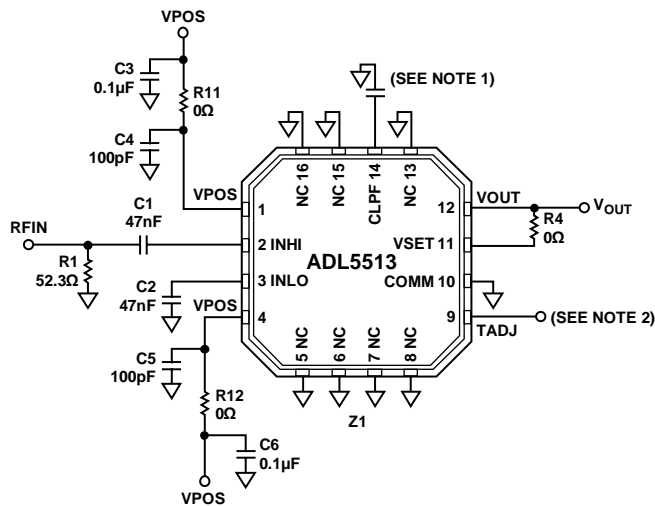 VPOS
C3
0.1µF
R11
0Ω
(SEE NOTE 1)
C4
100pF
VPOS
NC 16
NC 15
CLPF 14
NC 13
1
12
VOUT
VOUT
R4
0Ω
RFIN
C1
47nF
2 INHI
VSET 11
R1
52.3Ω
ADL5513
C2
47nF
3 INLO
COMM 10
VPOS
4
9
TADJ
(SEE NOTE 2)
C5
100pF
5 NC
6 NC
7 NC
8 NC
R12
0Ω
Z1
C6
0.1µF
VPOS